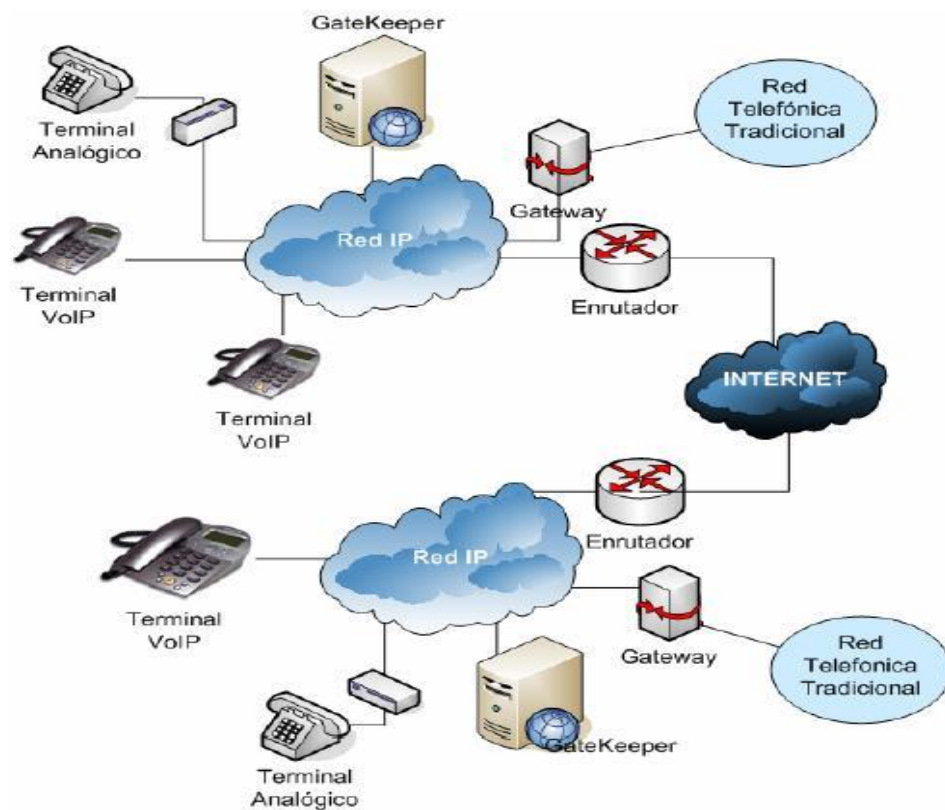 GateKeeper
Terminal
Analógico
Red
Telefónica
Tradicional
Gateway
Red IP
Terminal
VoIP
Enrutador
Terminal
VoIP
INTERNET
Enrutador
Red IP
Terminal
VoIP
Gateway
Red
Telefonica
Tradicional
GateKeeper
Terminal
Analógico